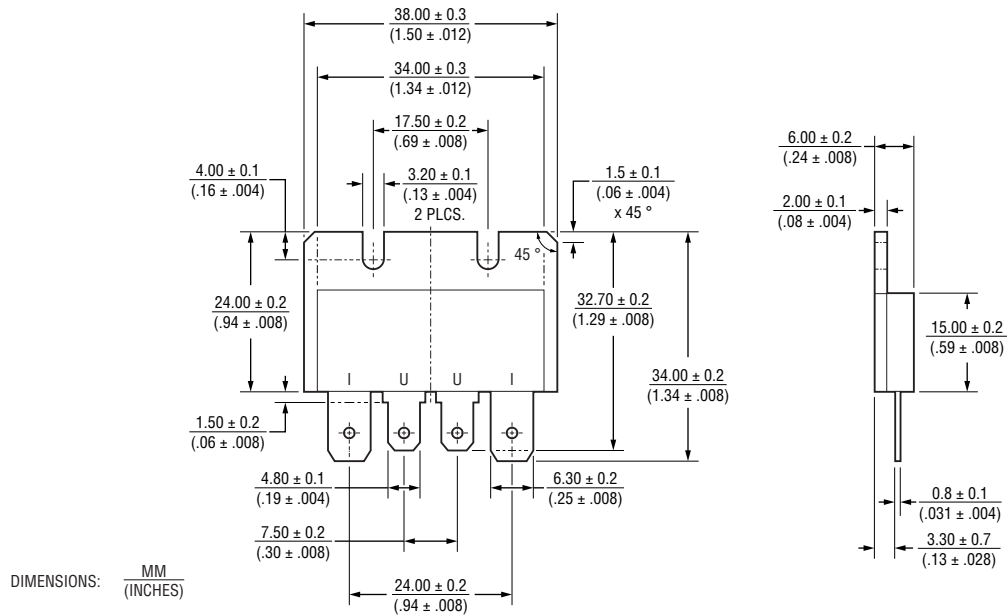 38.00 ± 0.3
(1.50 ± .012)
34.00 ± 0.3
(1.34 ± .012)
17.50 ± 0.2
(.69 ± .008)
4.00 ± 0.1
(.16 ± .004)
3.20 ± 0.1
(.13 ± .004)
2 PLCS.
1.5 ± 0.1
(.06 ± .004)
x 45 °
6.00 ± 0.2
(.24 ± .008)
2.00 ± 0.1
(.08 ± .004)
45 °
24.00 ± 0.2
(.94 ± .008)
32.70 ± 0.2
(1.29 ± .008)
15.00 ± 0.2
(.59 ± .008)
34.00 ± 0.2
(1.34 ± .008)
I U U I
1.50 ± 0.2
(.06 ± .008)
4.80 ± 0.1
(.19 ± .004)
6.30 ± 0.2
(.25 ± .008)
0.8 ± 0.1
(.031 ± .004)
7.50 ± 0.2
(.30 ± .008)
3.30 ± 0.7
(.13 ± .028)
24.00 ± 0.2
(.94 ± .008)
DIMENSIONS: MM
(INCHES)